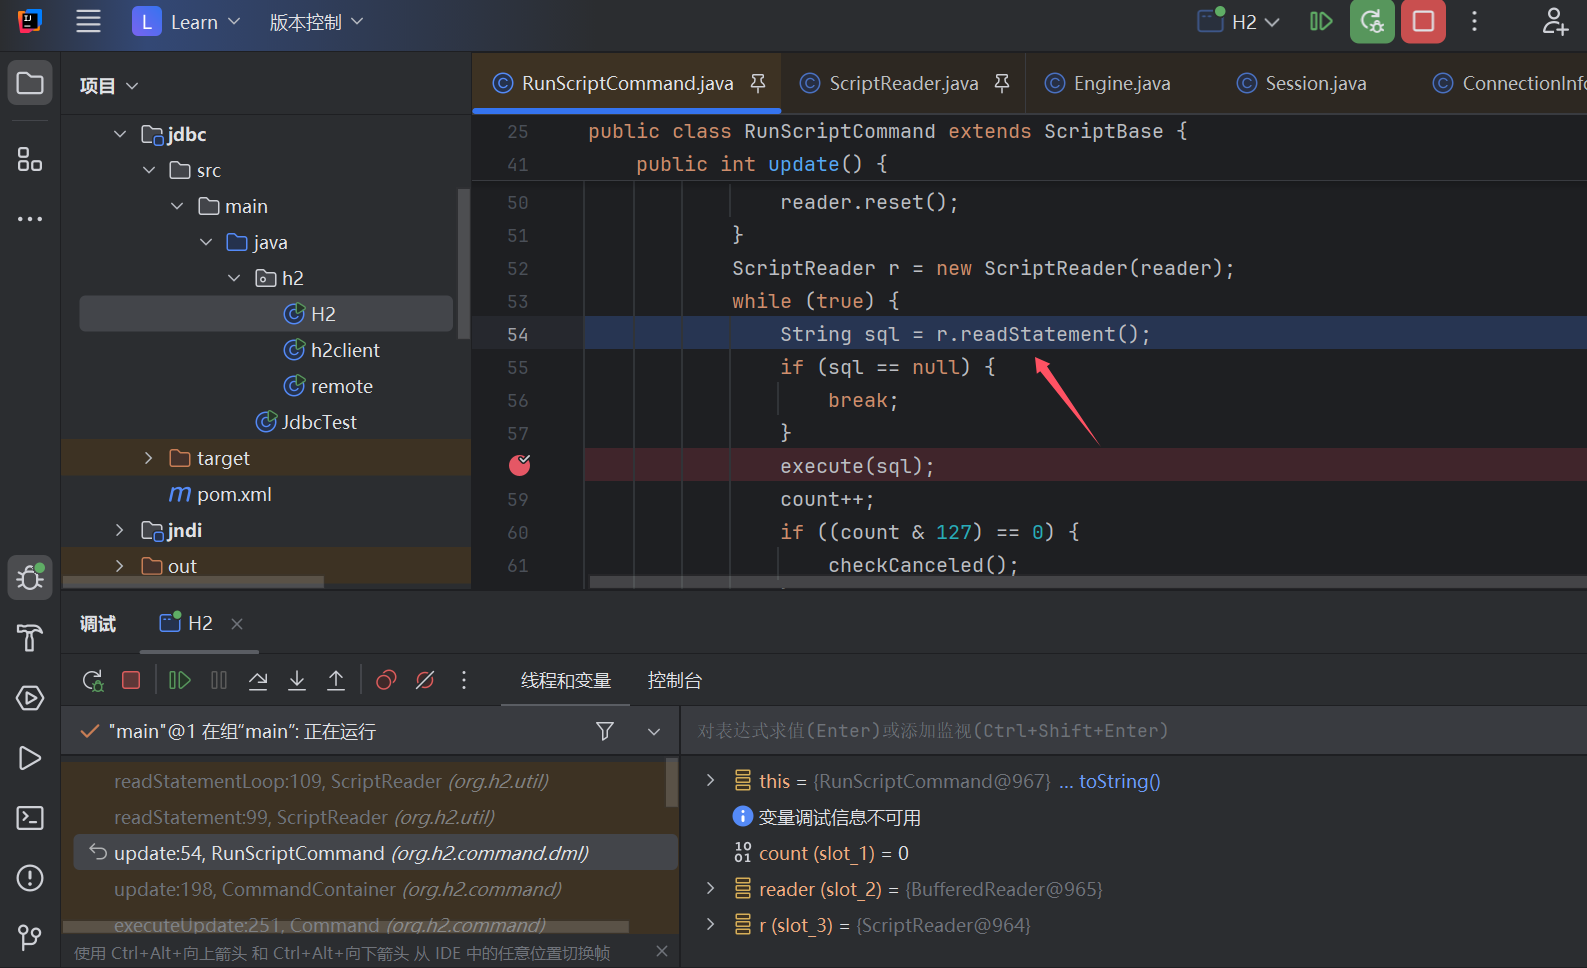 L Learn 版本控制 H2
项目
RunScriptCommand.java ScriptReader.java Engine.java Session.java ConnectionInfo
jdbc
src
main
java
h2
H2
h2client
remote
JdbcTest
target
pom.xml
jndi
out
25 public class RunScriptCommand extends ScriptBase {
41 public int update() {
50 reader.reset();
51 }
52 ScriptReader r = new ScriptReader(reader);
53 while (true) {
54 String sql = r.readStatement();
55 if (sql == null) {
56 break;
57 }
execute(sql);
59 count++;
60 if ((count & 127) == 0) {
61 checkCanceled();
调试 H2
线程和变量 控制台
"main"@1 在组“main”: 正在运行
readStatementLoop:109, ScriptReader (org.h2.util)
readStatement:99, ScriptReader (org.h2.util)
update:54, RunScriptCommand (org.h2.command.dml)
update:198, CommandContainer (org.h2.command)
executeUpdate:251, Command (org.h2.command)
使用 Ctrl+Alt+向上箭头 和 Ctrl+Alt+向下箭头 从 IDE 中的任意位置切换帧
对表达式求值(Enter)或添加监视(Ctrl+Shift+Enter)
this = {RunScriptCommand@967} ... toString()
变量调试信息不可用
count (slot_1) = 0
reader (slot_2) = {BufferedReader@965}
r (slot_3) = {ScriptReader@964}